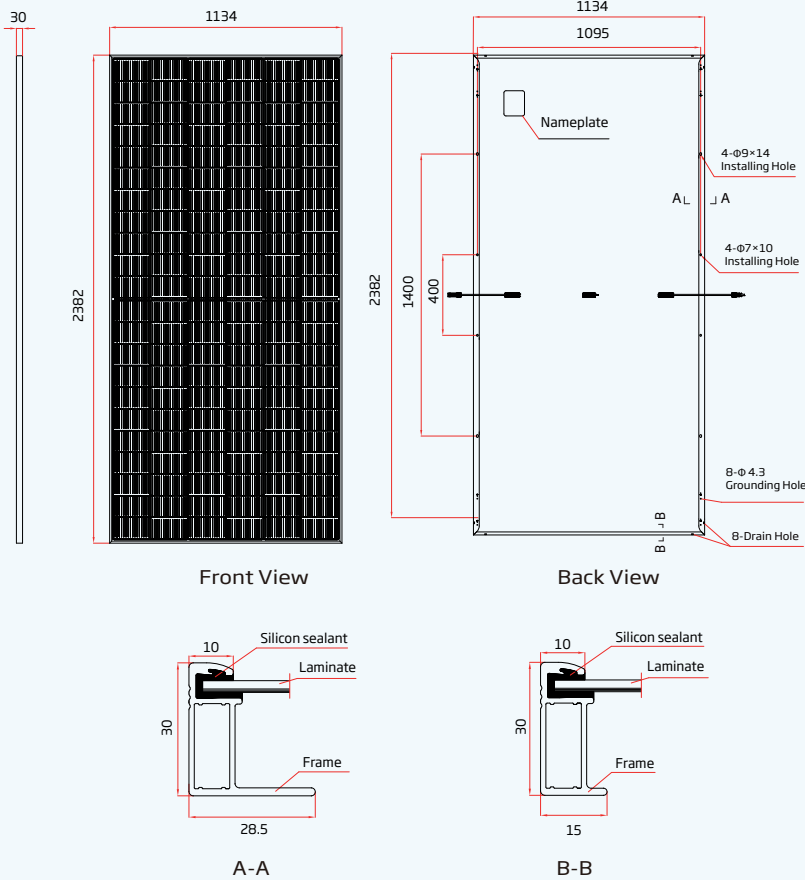 30
1134
2382
Front View
1134
1095
Nameplate
4-Φ9×14
Installing Hole
A
A
4-Φ7×10
Installing Hole
2382
1400
400
8-Φ 4.3
Grounding Hole
B
B
8-Drain Hole
Back View
10
Silicon sealant
Laminate
30
Frame
28.5
A-A
10
Silicon sealant
Laminate
30
Frame
15
B-B